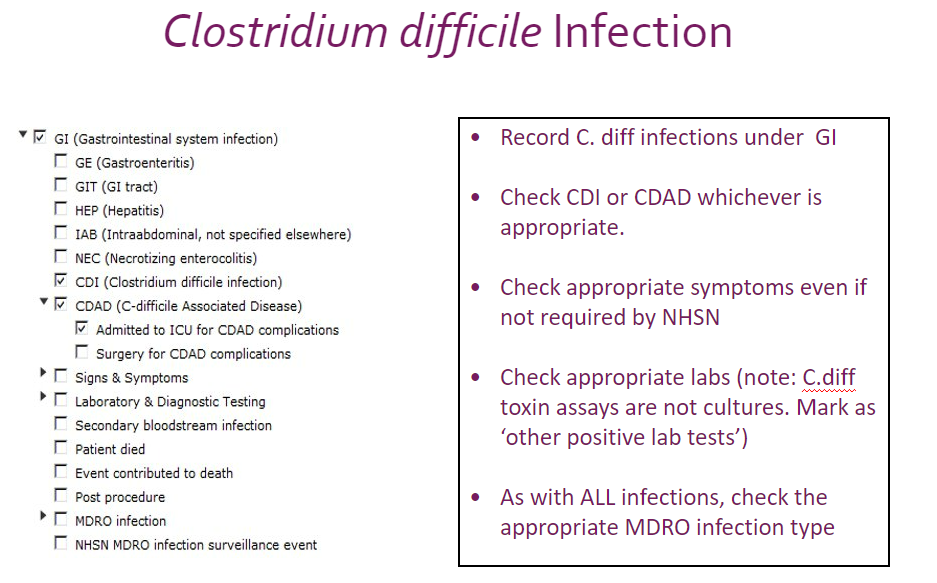 Clostridium difficile Infection
GI (Gastrointestinal system infection)
GE (Gastroenteritis)
GIT (GI tract)
HEP (Hepatitis)
IAB (Intraabdominal, not specified elsewhere)
NEC (Necrotizing enterocolitis)
CDI (Clostridium difficile infection)
CDAD (C-difficile Associated Disease)
Admitted to ICU for CDAD complications
Surgery for CDAD complications
Signs & Symptoms
Laboratory & Diagnostic Testing
Secondary bloodstream infection
Patient died
Event contributed to death
Post procedure
MDRO infection
NHSN MDRO infection surveillance event
• Record C. diff infections under GI
• Check CDI or CDAD whichever is
appropriate.
• Check appropriate symptoms even if
not required by NHSN
• Check appropriate labs (note: C.diff
toxin assays are not cultures. Mark as
‘other positive lab tests’)
• As with ALL infections, check the
appropriate MDRO infection type